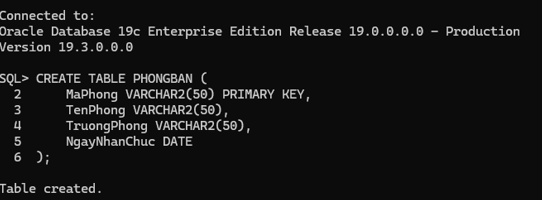 Connected to:
Oracle Database 19c Enterprise Edition Release 19.0.0.0.0 - Production
Version 19.3.0.0.0
SQL> CREATE TABLE PHONGBAN (
  2      MaPhong VARCHAR2(50) PRIMARY KEY,
  3      TenPhong VARCHAR2(50),
  4      TruongPhong VARCHAR2(50),
  5      NgayNhanChuc DATE
  6  );
Table created.